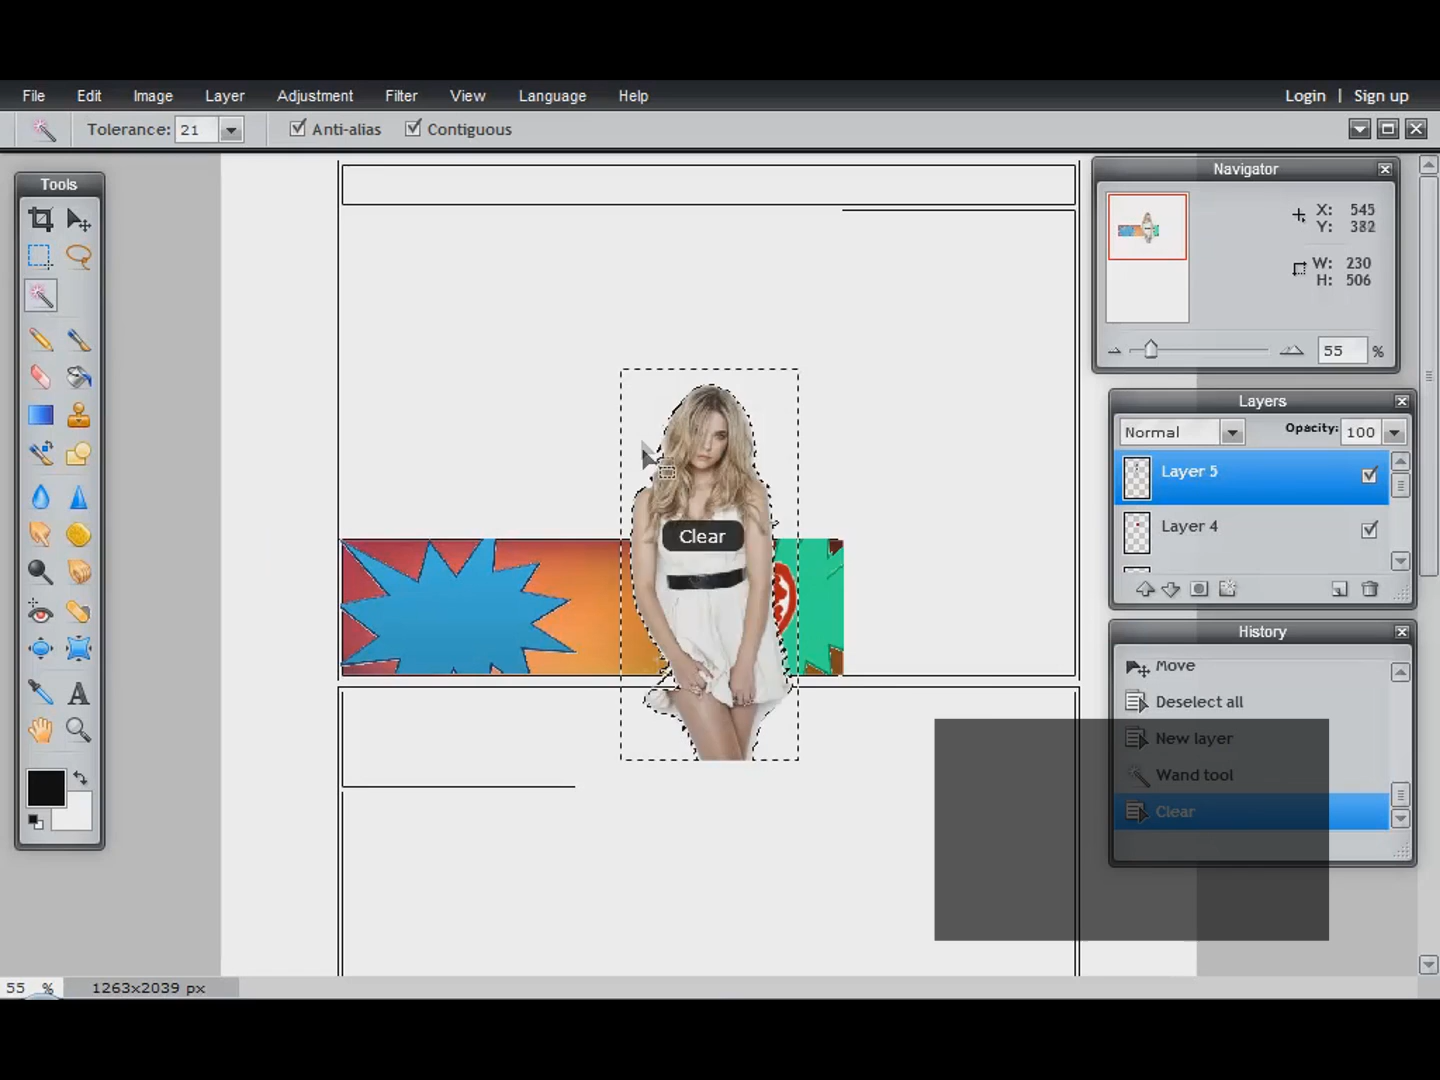 File Edit Image Layer Adjustment Filter View Language Help Login | Sign up
Tolerance: 21 Anti-alias Contiguous
Tools
Navigator
X: 545
Y: 382
W: 230
H: 506
55 %
Layers
Normal Opacity: 100
Layer 5
Layer 4
Clear
History
Move
Deselect all
New layer
Wand tool
Clear
55 % 1263x2039 px